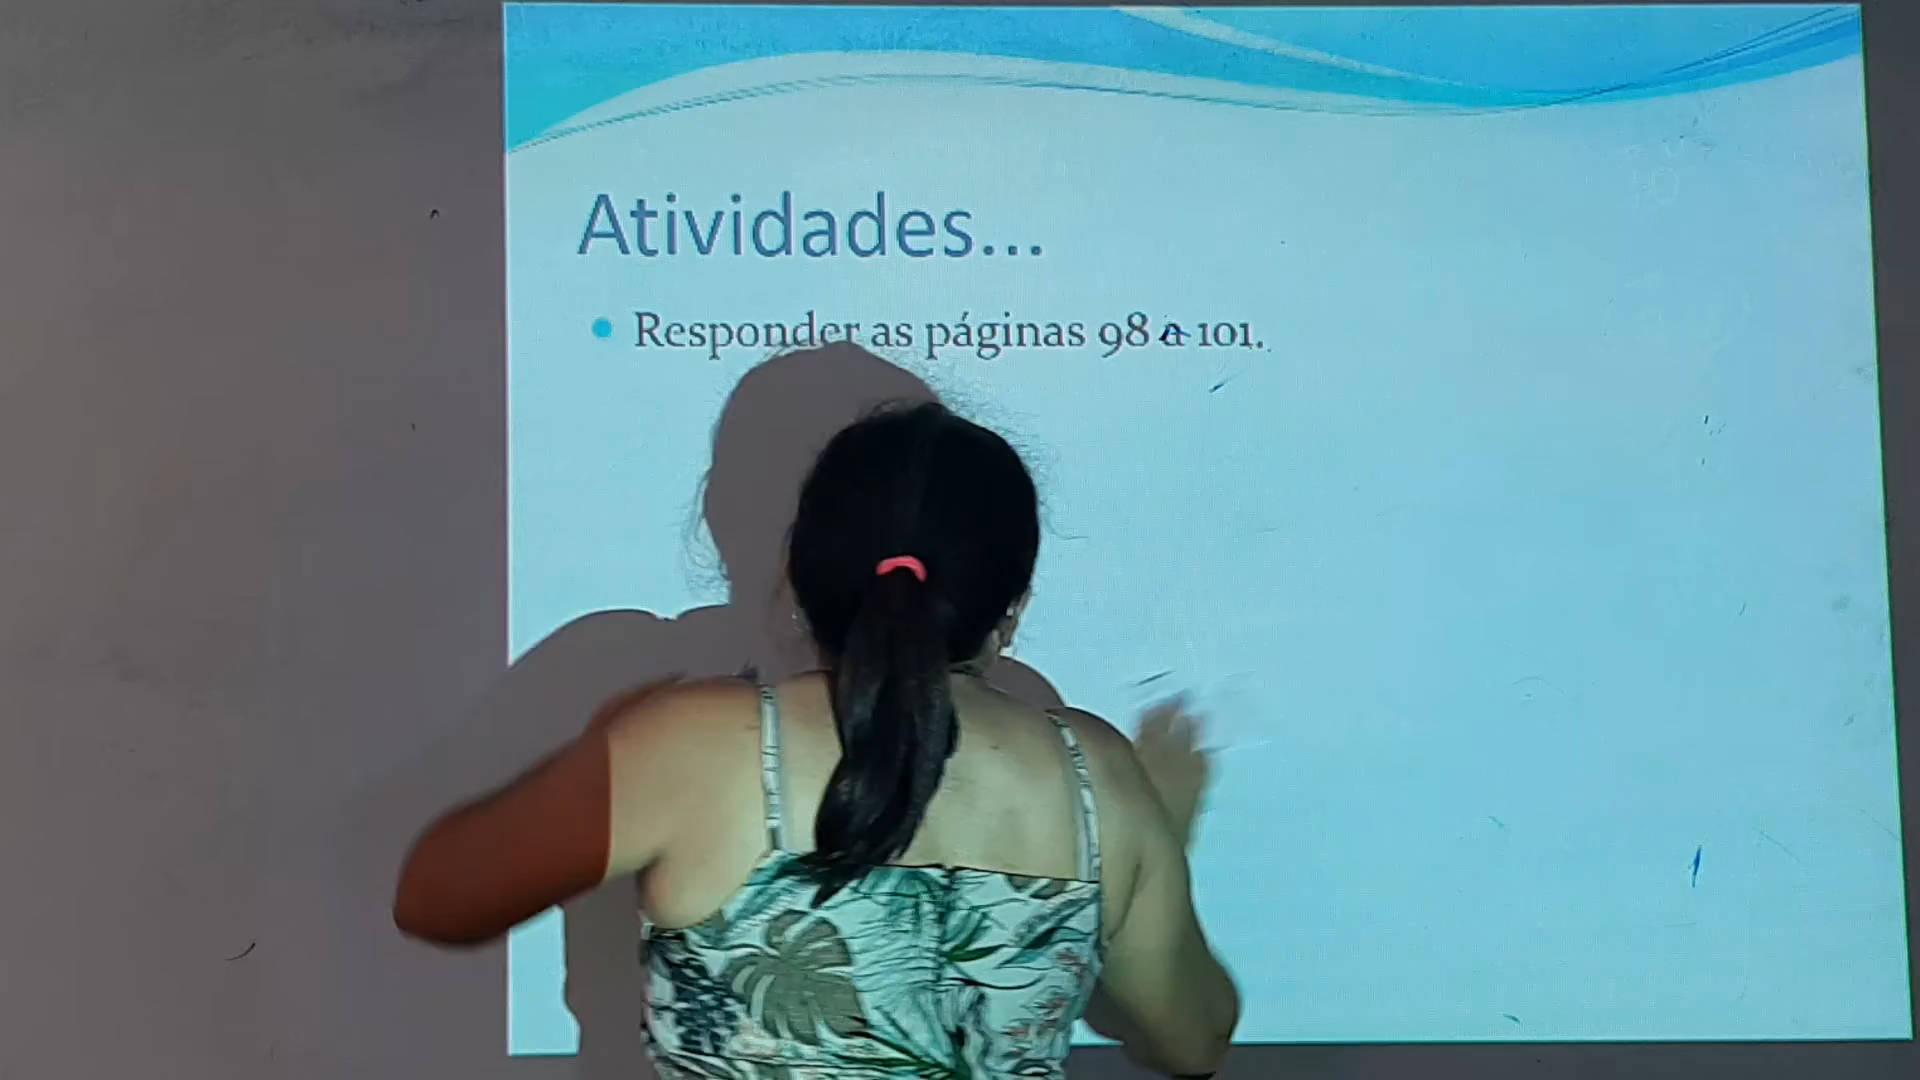 Atividades...
Responder as páginas 98 a 101.